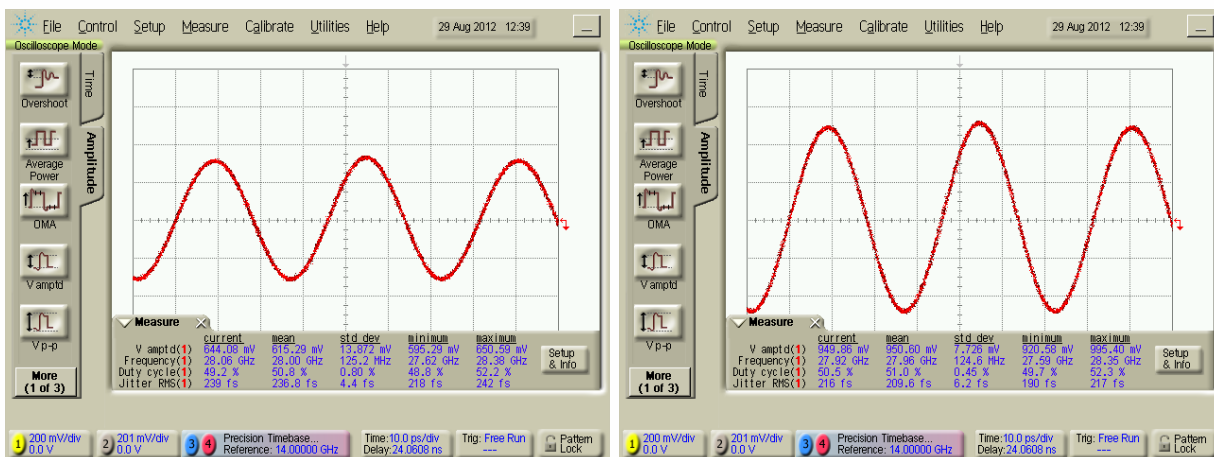 File Control Setup Measure Calibrate Utilities Help 29 Aug 2012 12:39
Oscilloscope Mode
Time
Amplitude
Overshoot
Average
Power
OMA
V amptd
V p-p
More
(1 of 3)
Measure
current mean std dev minimum maximum
V amptd(1) 644.08 mV 615.29 mV 13.872 mV 595.29 mV 650.59 mV
Frequency(1) 28.06 GHz 28.00 GHz 125.2 MHz 27.62 GHz 28.38 GHz
Duty cycle(1) 49.2 % 50.8 % 0.80 % 48.8 % 52.2 %
Jitter RMS(1) 239 fs 236.8 fs 4.4 fs 218 fs 242 fs
Setup
& Info
1 200 mV/div
0.0 V
2 201 mV/div
0.0 V
3 4 Precision Timebase...
Reference: 14.00000 GHz
Time:10.0 ps/div
Delay:24.0608 ns
Trig: Free Run
---
Pattern
Lock
File Control Setup Measure Calibrate Utilities Help 29 Aug 2012 12:39
Oscilloscope Mode
Time
Amplitude
Overshoot
Average
Power
OMA
V amptd
V p-p
More
(1 of 3)
Measure
current mean std dev minimum maximum
V amptd(1) 949.86 mV 950.60 mV 7.726 mV 920.58 mV 995.40 mV
Frequency(1) 27.92 GHz 27.96 GHz 124.6 MHz 27.59 GHz 28.35 GHz
Duty cycle(1) 50.5 % 51.0 % 0.45 % 49.7 % 52.3 %
Jitter RMS(1) 216 fs 209.6 fs 6.2 fs 190 fs 217 fs
Setup
& Info
1 200 mV/div
0.0 V
2 201 mV/div
0.0 V
3 4 Precision Timebase...
Reference: 14.00000 GHz
Time:10.0 ps/div
Delay:24.0608 ns
Trig: Free Run
---
Pattern
Lock